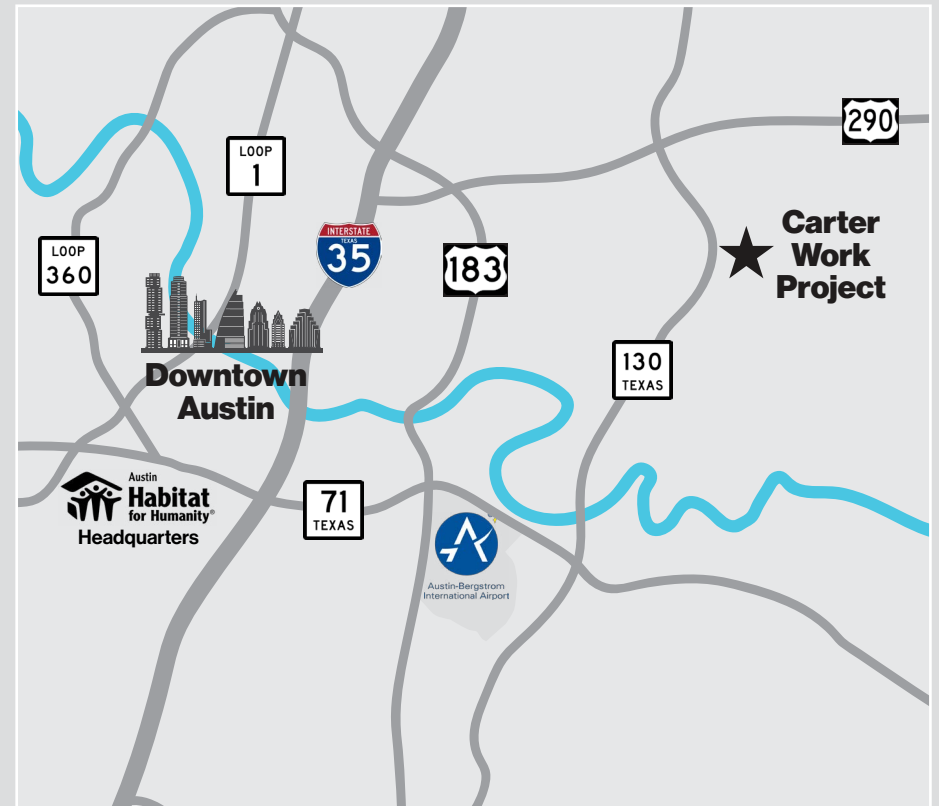 290
LOOP
1
Carter
Work
Project
INTERSTATE
TEXAS
35
LOOP
360
183
130
TEXAS
Downtown
Austin
Austin
Habitat
for Humanity®
Headquarters
71
TEXAS
Austin-Bergstrom
International Airport